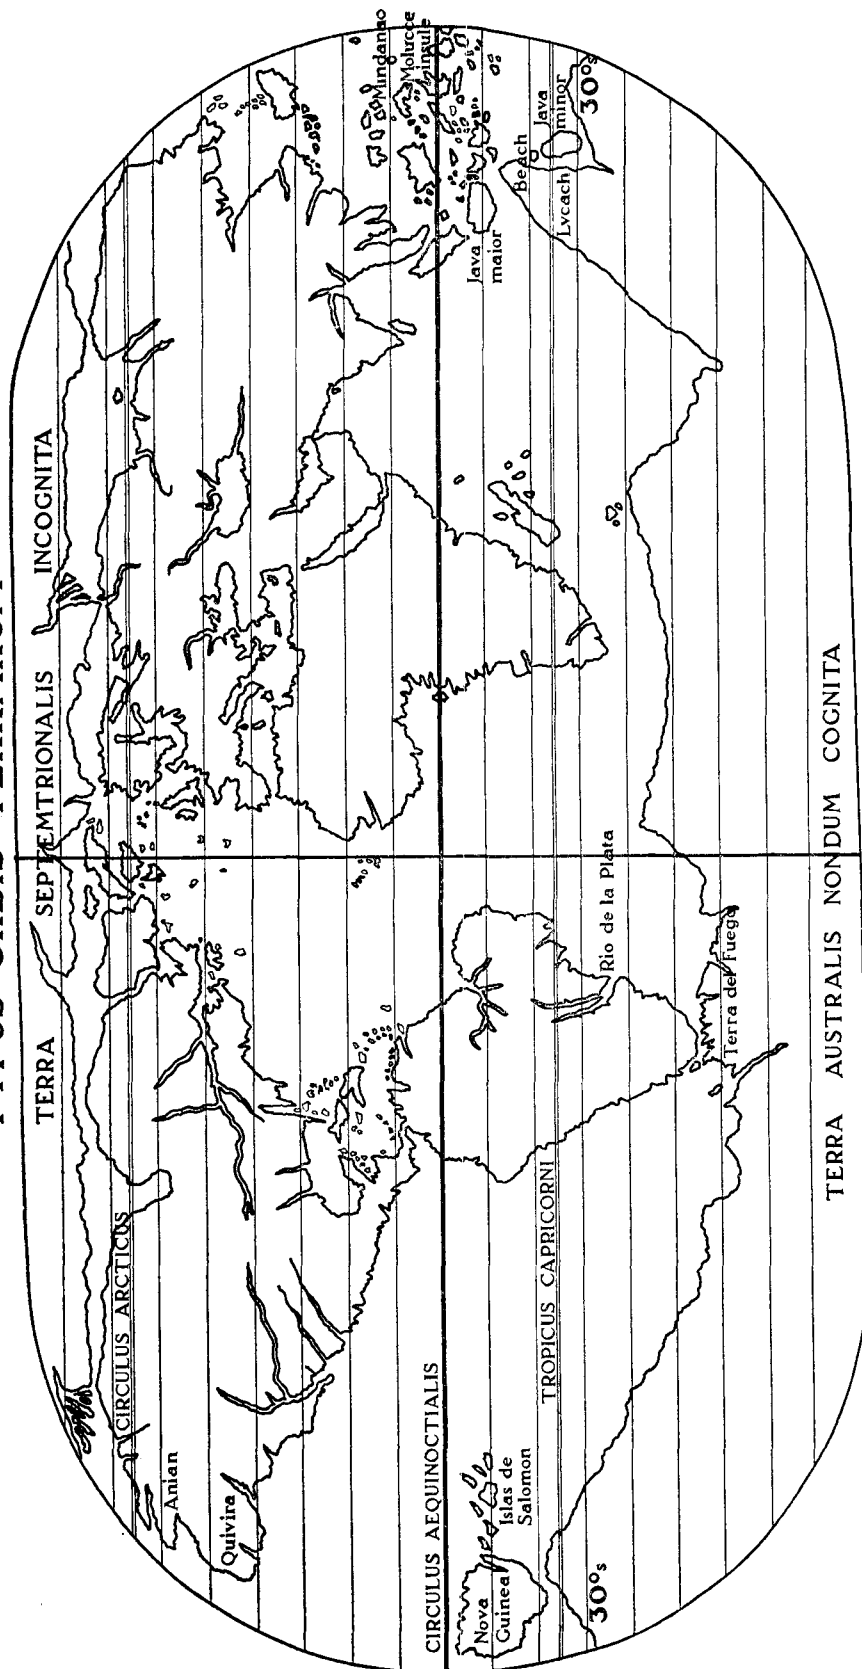 TERRA SEPTEMTRIONALIS INCOGNITA
CIRCULUS ARCTICUS
Anian
Quivira
Mindanao
Molucce
insule
CIRCULUS AEQUINOCTIALIS
Nova
Guinea
Islas de
Salomon
Java
maior
Beach
Java
minor
Lvcach
TROPICUS CAPRICORNI
30°s
30°s
Rio de la Plata
Terra del Fuego
TERRA AUSTRALIS NONDUM COGNITA